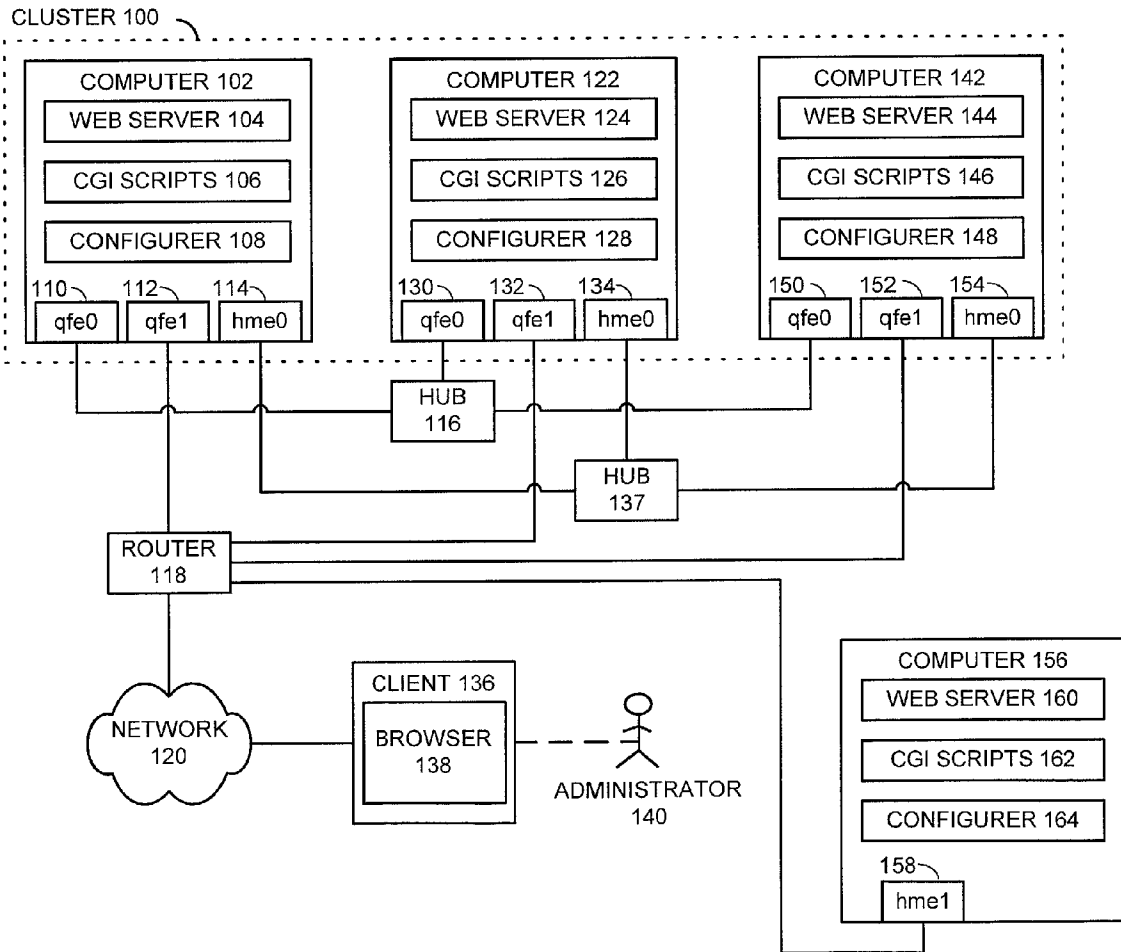 CLUSTER 100
COMPUTER 102
WEB SERVER 104
CGI SCRIPTS 106
CONFIGURER 108
110
112
114
qfe0
qfe1
hme0
COMPUTER 122
WEB SERVER 124
CGI SCRIPTS 126
CONFIGURER 128
130
132
134
qfe0
qfe1
hme0
COMPUTER 142
WEB SERVER 144
CGI SCRIPTS 146
CONFIGURER 148
150
152
154
qfe0
qfe1
hme0
HUB
116
HUB
137
ROUTER
118
NETWORK
120
CLIENT 136
BROWSER
138
ADMINISTRATOR
140
COMPUTER 156
WEB SERVER 160
CGI SCRIPTS 162
CONFIGURER 164
158
hme1